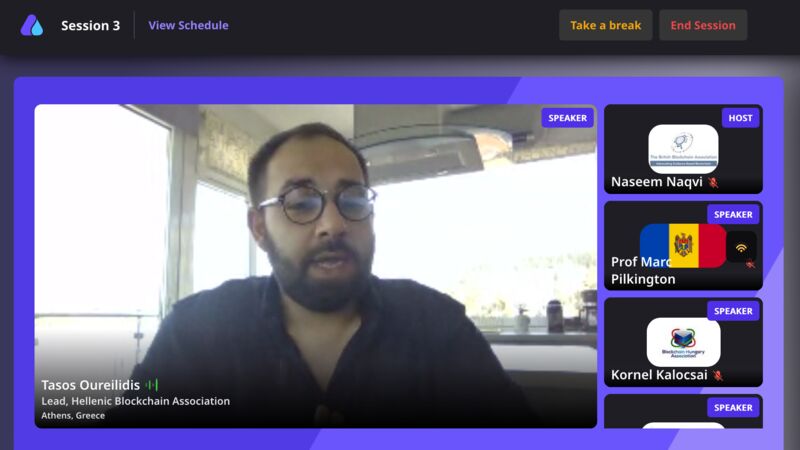 Session 3
View Schedule
Take a break
End Session
SPEAKER
Tasos Oureilidis
Lead, Hellenic Blockchain Association
Athens, Greece
HOST
The British Blockchain Association
Naseem Naqvi
SPEAKER
Prof Marc
Pilkington
SPEAKER
Blockchain Hungary
Association
Kornel Kalocsai
SPEAKER